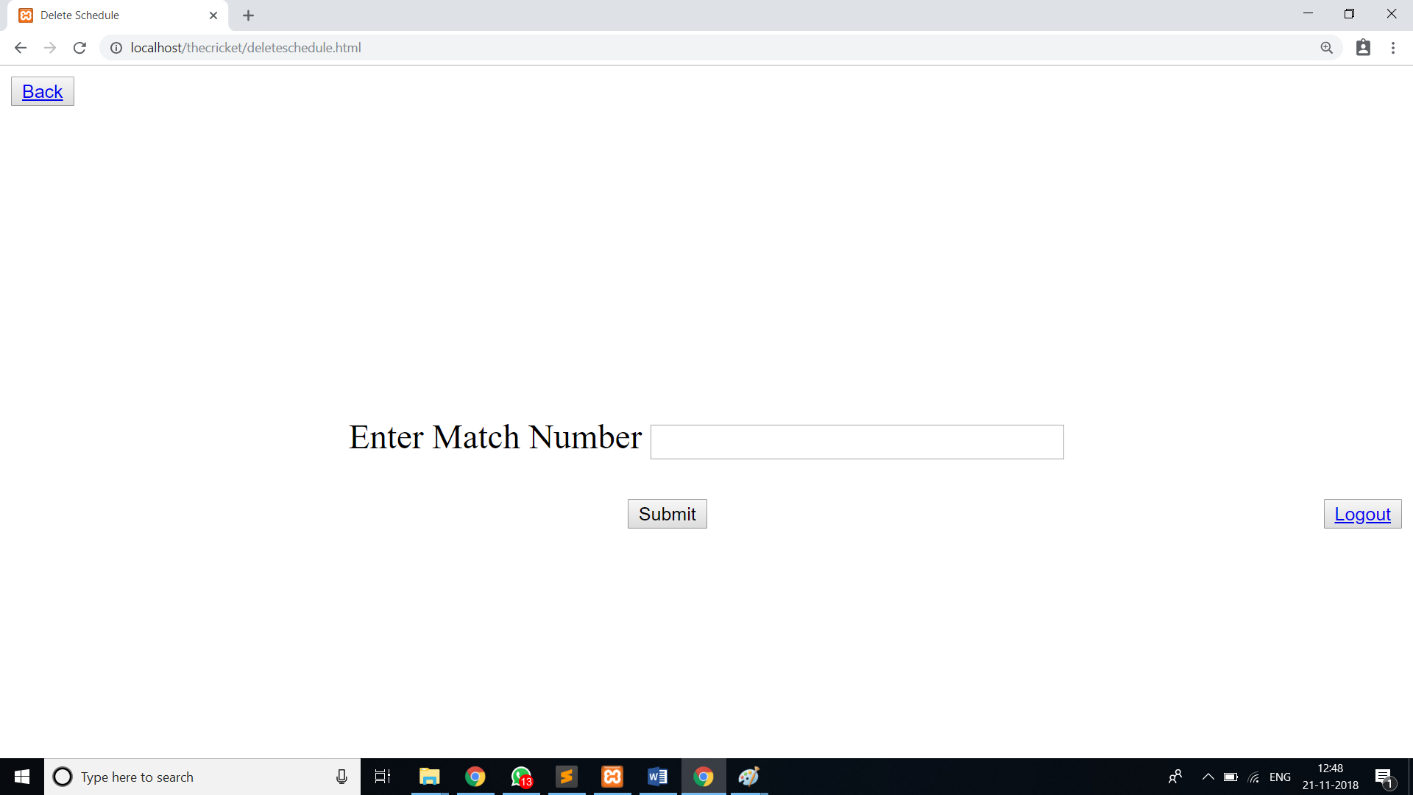 Delete Schedule
localhost/thecricket/deleteschedule.html
Back
Enter Match Number
Submit
Logout
Type here to search
13
ENG
12:48
21-11-2018
1